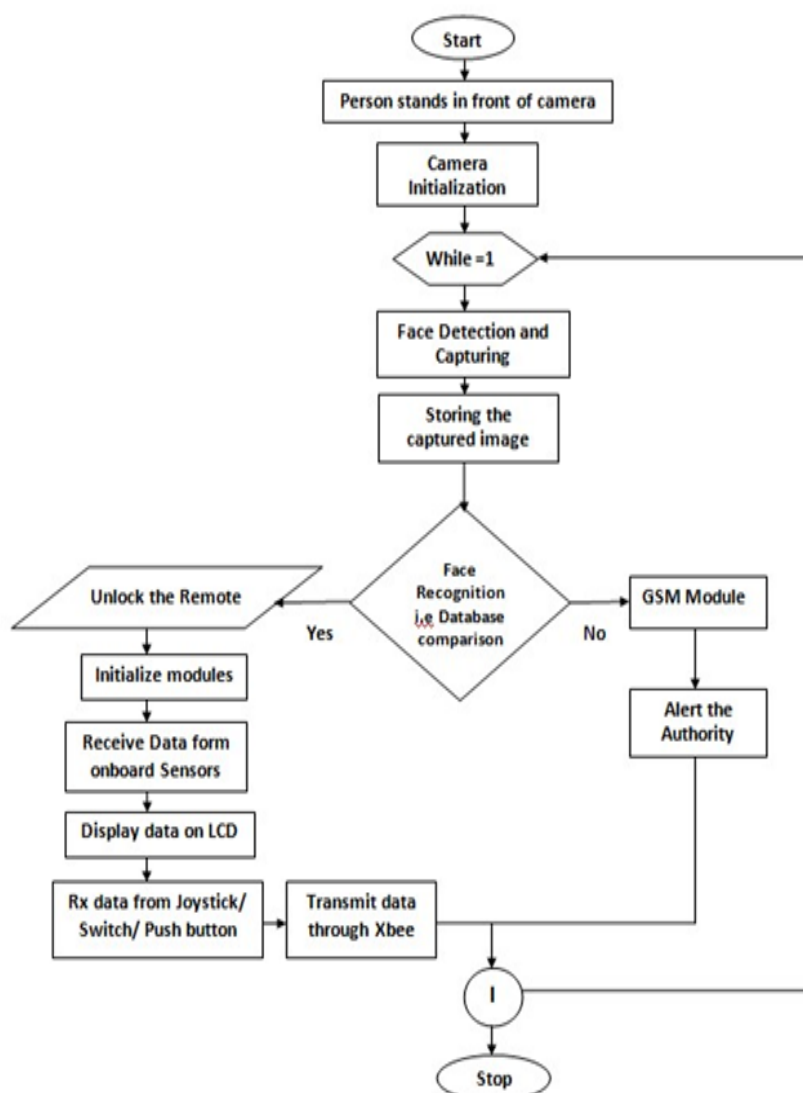 Start
Person stands in front of camera
Camera
Initialization
While =1
Face Detection and
Capturing
Storing the
captured image
Face
Recognition
i.e Database
comparison
Yes
No
Unlock the Remote
Initialize modules
Receive Data form
onboard Sensors
Display data on LCD
Rx data from Joystick/
Switch/ Push button
Transmit data
through Xbee
GSM Module
Alert the
Authority
I
Stop